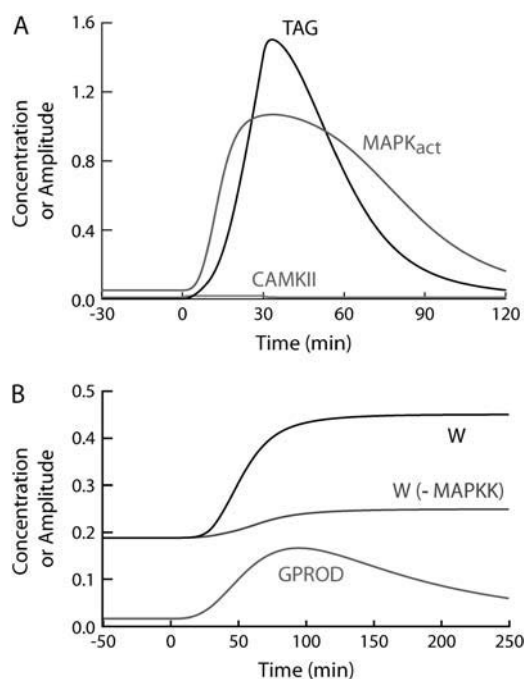 A
TAG
1.6
1.2
0.8
0.4
0.0
Concentration
or Amplitude
MAPKact
CAMKII
-30 0 30 60 90 120
Time (min)
B
0.5
0.4
0.3
0.2
0.1
0.0
Concentration
or Amplitude
W
W (- MAPKK)
GPROD
-50 0 50 100 150 200 250
Time (min)